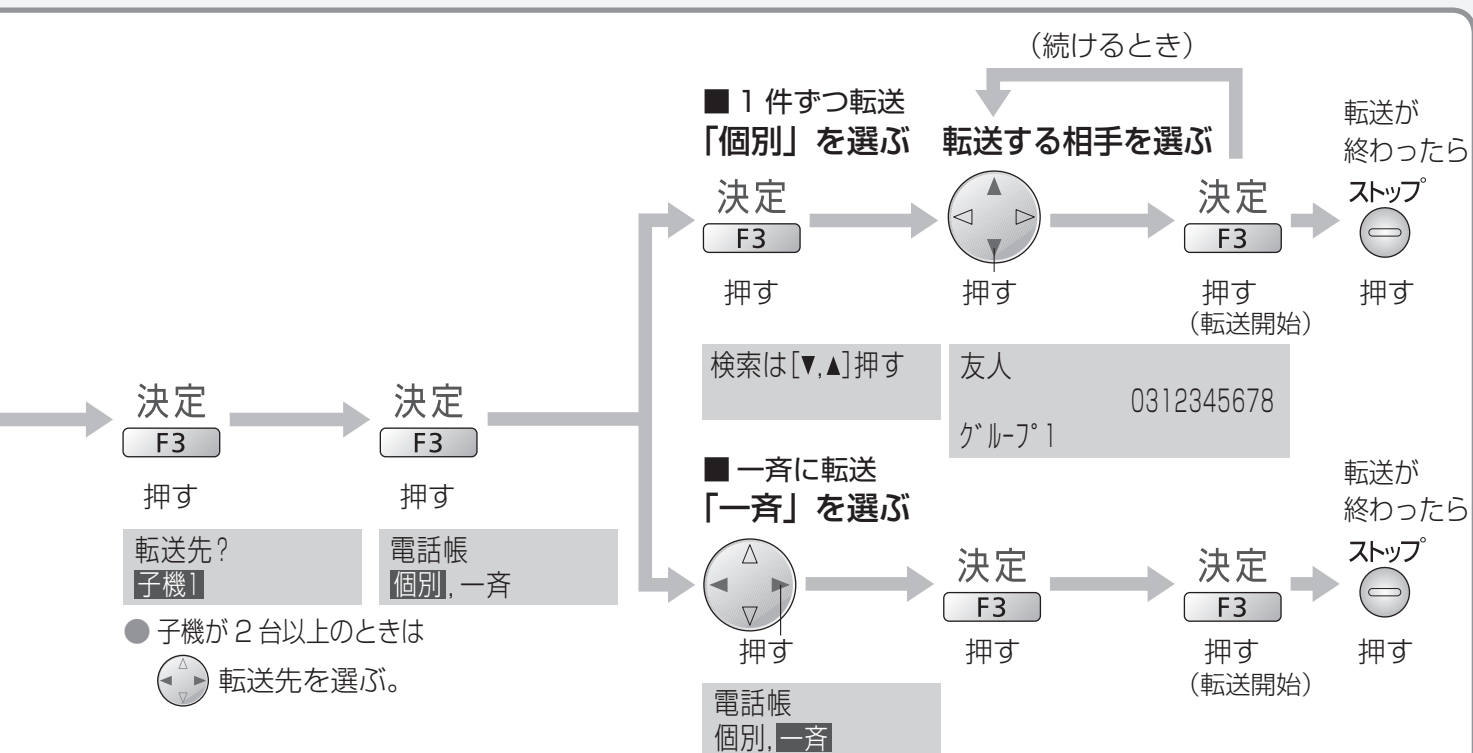 決定
F3
押す
転送先?
子機1
● 子機が 2 台以上のときは
転送先を選ぶ。
決定
F3
押す
電話帳
個別,一斉
(続けるとき)
■ 1 件ずつ転送
「個別」を選ぶ
決定
F3
押す
検索は[▼,▲]押す
転送する相手を選ぶ
押す
友人
0312345678
グループ1
決定
F3
押す
(転送開始)
転送が
終わったら
ストップ
押す
■ 一斉に転送
「一斉」を選ぶ
押す
電話帳
個別,一斉
決定
F3
押す
決定
F3
押す
(転送開始)
転送が
終わったら
ストップ
押す